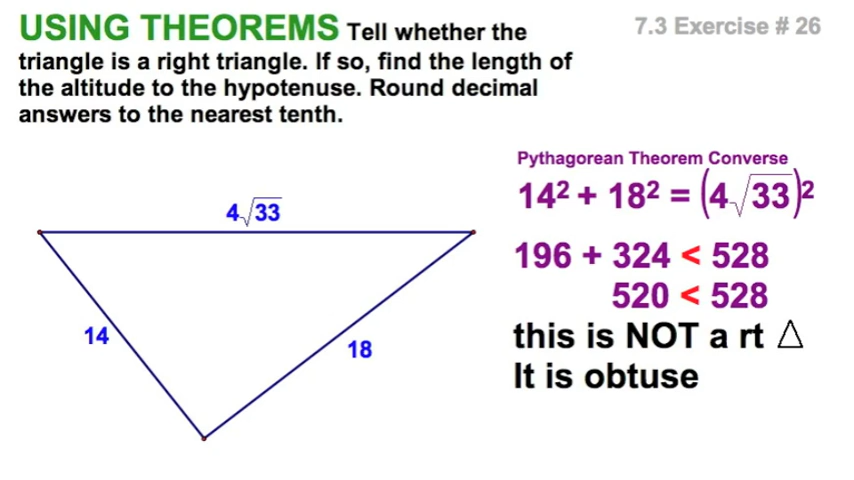 USING THEOREMS Tell whether the
triangle is a right triangle. If so, find the length of
the altitude to the hypotenuse. Round decimal
answers to the nearest tenth.
7.3 Exercise # 26
Pythagorean Theorem Converse
14² + 18² = (4√33)²
196 + 324 < 528
520 < 528
this is NOT a rt △
It is obtuse
4√33
14
18